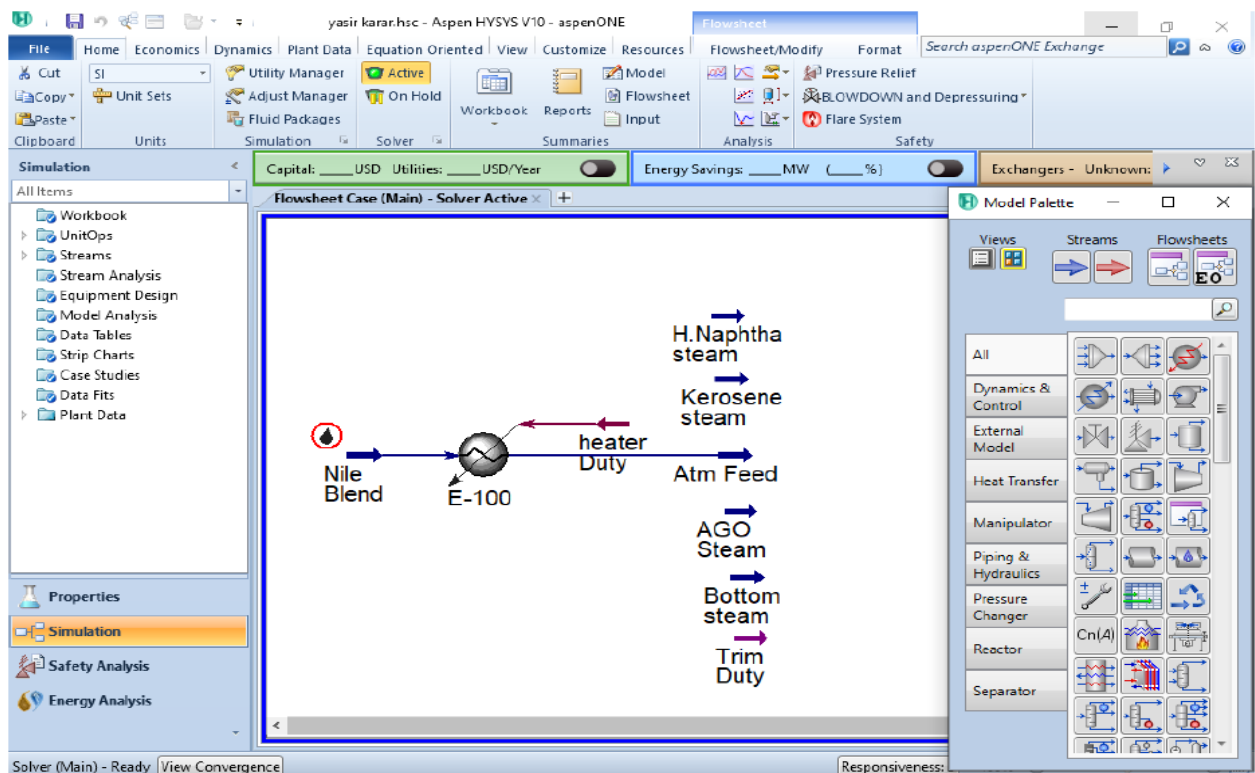 yasir karar.hsc - Aspen HYSYS V10 - aspenONE
Flowsheet
File Home Economics Dynamics Plant Data Equation Oriented View Customize Resources Flowsheet/Modify Format Search aspenONE Exchange
Cut SI Utility Manager Active Model Pressure Relief
Copy Unit Sets Adjust Manager On Hold Flowsheet BLOWDOWN and Depressuring
Paste Fluid Packages Workbook Reports Input Flare System
Clipboard Units Simulation Solver Summaries Analysis Safety
Simulation
Capital: ____USD Utilities: ____USD/Year
Energy Savings: ____MW (____%)
Exchangers - Unknown:
All Items
Flowsheet Case (Main) - Solver Active
Workbook
UnitOps
Streams
Stream Analysis
Equipment Design
Model Analysis
Data Tables
Strip Charts
Case Studies
Data Fits
Plant Data
Properties
Simulation
Safety Analysis
Energy Analysis
H.Naphtha
steam
Kerosene
steam
heater
Duty
Nile
Blend
E-100
Atm Feed
AGO
Steam
Bottom
steam
Trim
Duty
Model Palette
Views Streams Flowsheets
EO
All
Dynamics &
Control
External
Model
Heat Transfer
Manipulator
Piping &
Hydraulics
Pressure
Changer
Reactor
Separator
Cn(A)
Solver (Main) - Ready View Convergence
Responsiveness: